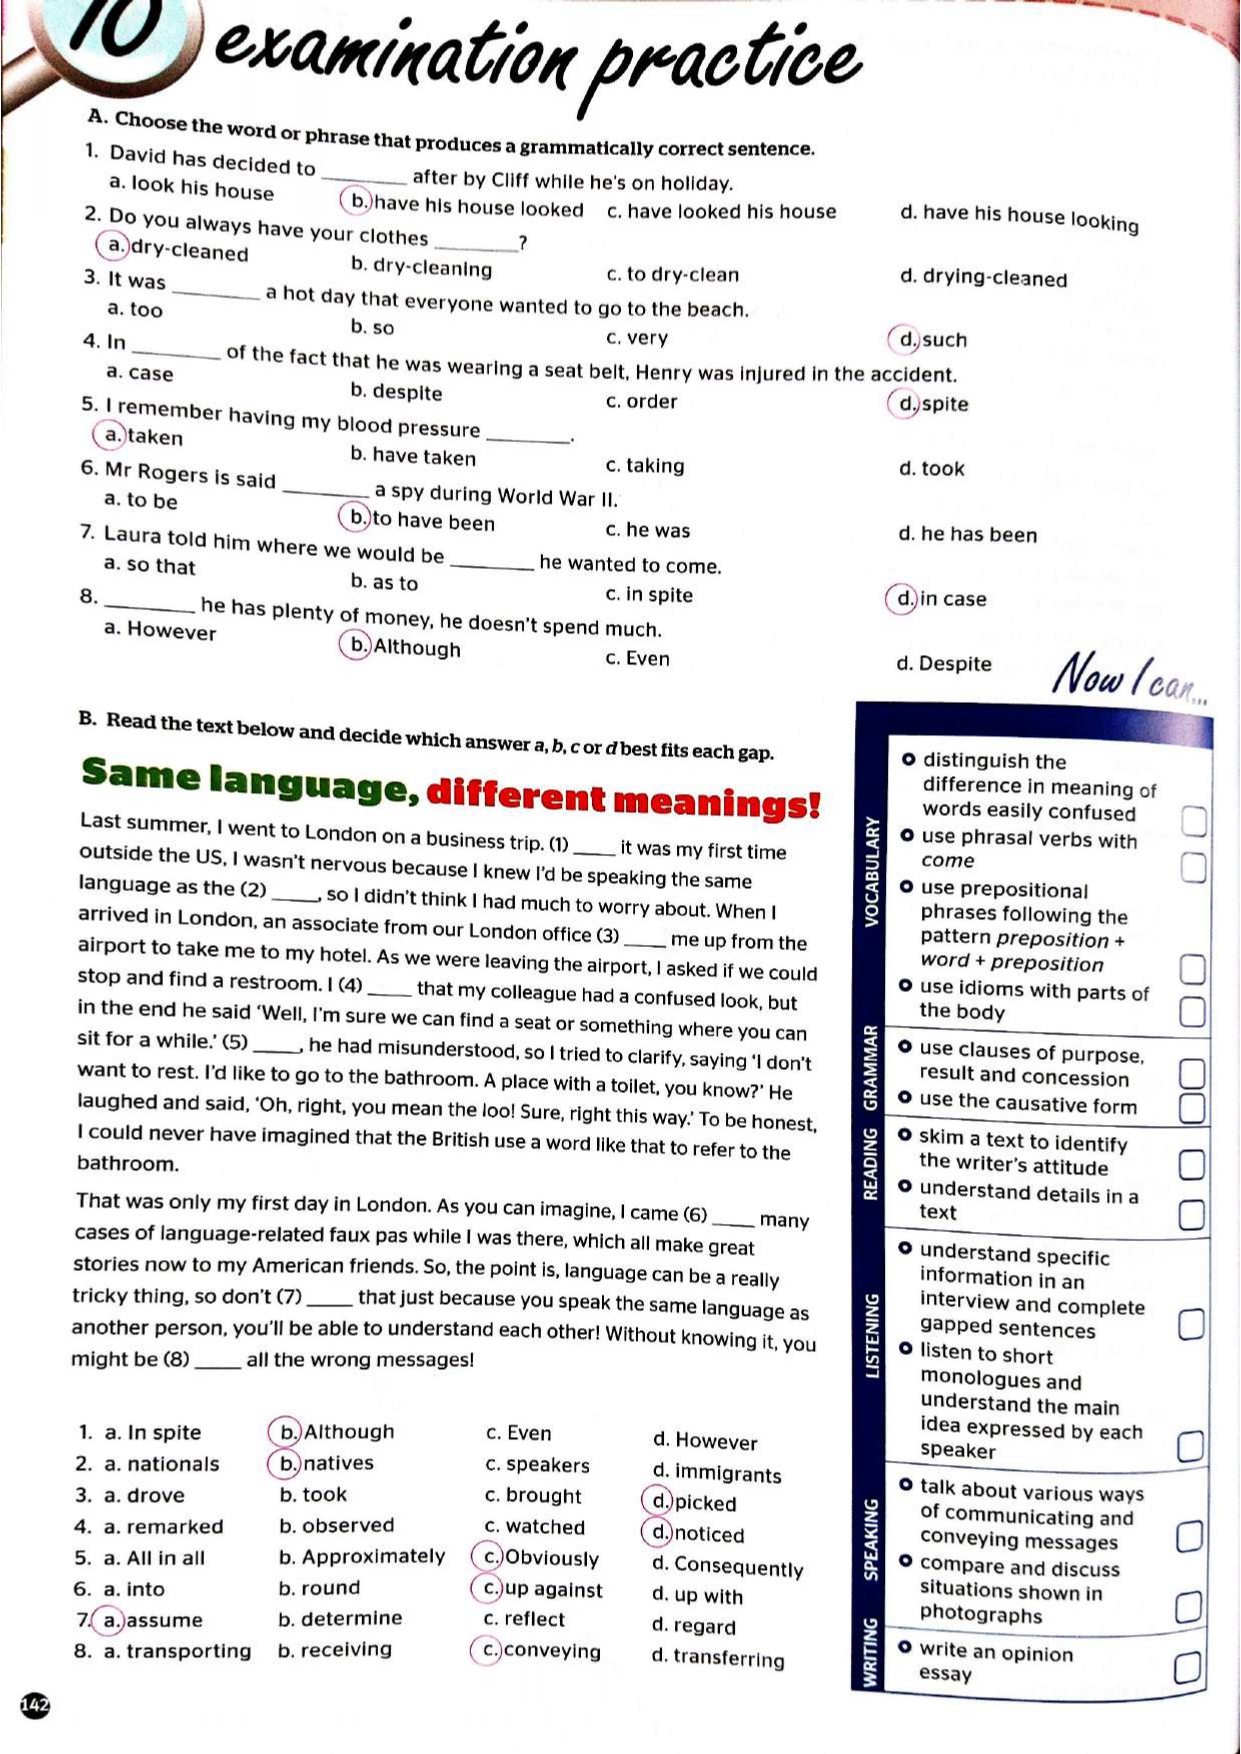 10 examination practice
A. Choose the word or phrase that produces a grammatically correct sentence.
1. David has decided to ________ after by Cliff while he's on holiday.
a. look his house b. have his house looked c. have looked his house d. have his house looking
2. Do you always have your clothes ________?
a. dry-cleaned b. dry-cleaning c. to dry-clean d. drying-cleaned
3. It was ________ a hot day that everyone wanted to go to the beach.
a. too b. so c. very d. such
4. In ________ of the fact that he was wearing a seat belt, Henry was injured in the accident.
a. case b. despite c. order d. spite
5. I remember having my blood pressure ________.
a. taken b. have taken c. taking d. took
6. Mr Rogers is said ________ a spy during World War II.
a. to be b. to have been c. he was d. he has been
7. Laura told him where we would be ________ he wanted to come.
a. so that b. as to c. in spite d. in case
8. ________ he has plenty of money, he doesn't spend much.
a. However b. Although c. Even d. Despite
B. Read the text below and decide which answer a, b, c or d best fits each gap.
Same language, different meanings!
Last summer, I went to London on a business trip. (1) ____ it was my first time
outside the US, I wasn't nervous because I knew I'd be speaking the same
language as the (2) ____, so I didn't think I had much to worry about. When I
arrived in London, an associate from our London office (3) ____ me up from the
airport to take me to my hotel. As we were leaving the airport, I asked if we could
stop and find a restroom. I (4) ____ that my colleague had a confused look, but
in the end he said 'Well, I'm sure we can find a seat or something where you can
sit for a while.' (5) ____, he had misunderstood, so I tried to clarify, saying 'I don't
want to rest. I'd like to go to the bathroom. A place with a toilet, you know?' He
laughed and said, 'Oh, right, you mean the loo! Sure, right this way.' To be honest,
I could never have imagined that the British use a word like that to refer to the
bathroom.
That was only my first day in London. As you can imagine, I came (6) ____ many
cases of language-related faux pas while I was there, which all make great
stories now to my American friends. So, the point is, language can be a really
tricky thing, so don't (7) ____ that just because you speak the same language as
another person, you'll be able to understand each other! Without knowing it, you
might be (8) ____ all the wrong messages!
1. a. In spite b. Although c. Even d. However
2. a. nationals b. natives c. speakers d. immigrants
3. a. drove b. took c. brought d. picked
4. a. remarked b. observed c. watched d. noticed
5. a. All in all b. Approximately c. Obviously d. Consequently
6. a. into b. round c. up against d. up with
7. a. assume b. determine c. reflect d. regard
8. a. transporting b. receiving c. conveying d. transferring
142
Now I can...
VOCABULARY
distinguish the
difference in meaning of
words easily confused
use phrasal verbs with
come
use prepositional
phrases following the
pattern preposition +
word + preposition
use idioms with parts of
the body
GRAMMAR
use clauses of purpose,
result and concession
use the causative form
READING
skim a text to identify
the writer's attitude
understand details in a
text
LISTENING
understand specific
information in an
interview and complete
gapped sentences
listen to short
monologues and
understand the main
idea expressed by each
speaker
SPEAKING
talk about various ways
of communicating and
conveying messages
compare and discuss
situations shown in
photographs
WRITING
write an opinion
essay